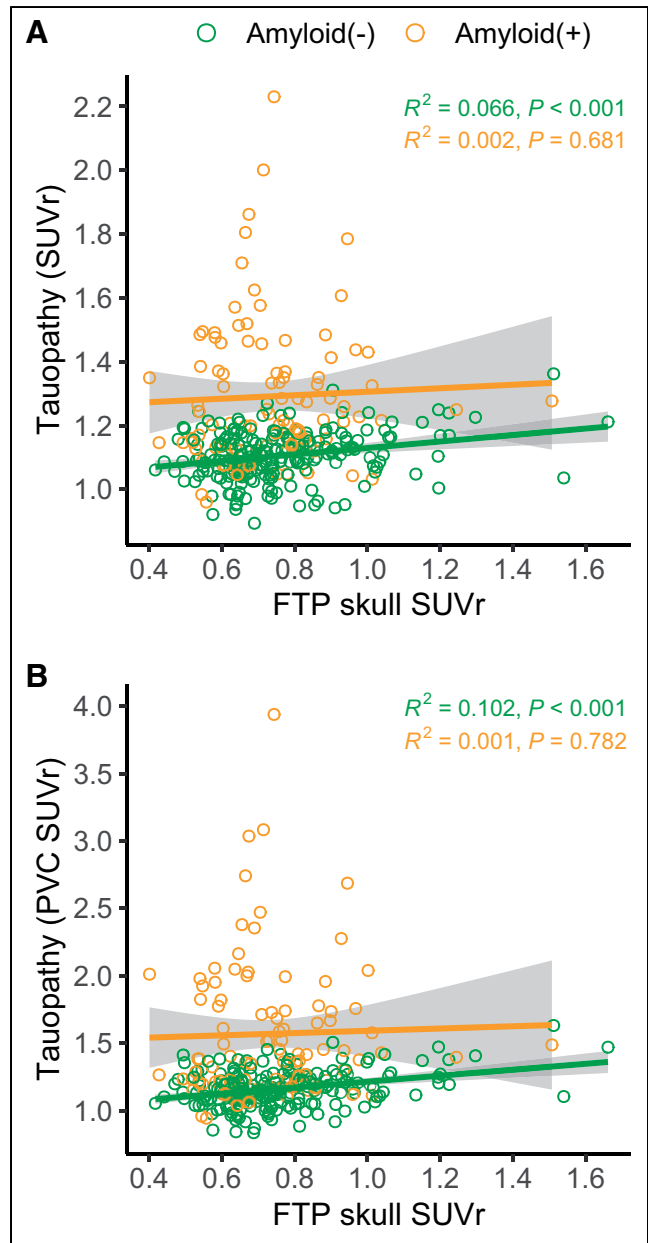 A
Amyloid(-) Amyloid(+)
R² = 0.066, P < 0.001
R² = 0.002, P = 0.681
Tauopathy (SUVr)
2.2
2.0
1.8
1.6
1.4
1.2
1.0
0.4 0.6 0.8 1.0 1.2 1.4 1.6
FTP skull SUVr
B
R² = 0.102, P < 0.001
R² = 0.001, P = 0.782
Tauopathy (PVC SUVr)
4.0
3.5
3.0
2.5
2.0
1.5
1.0
0.4 0.6 0.8 1.0 1.2 1.4 1.6
FTP skull SUVr